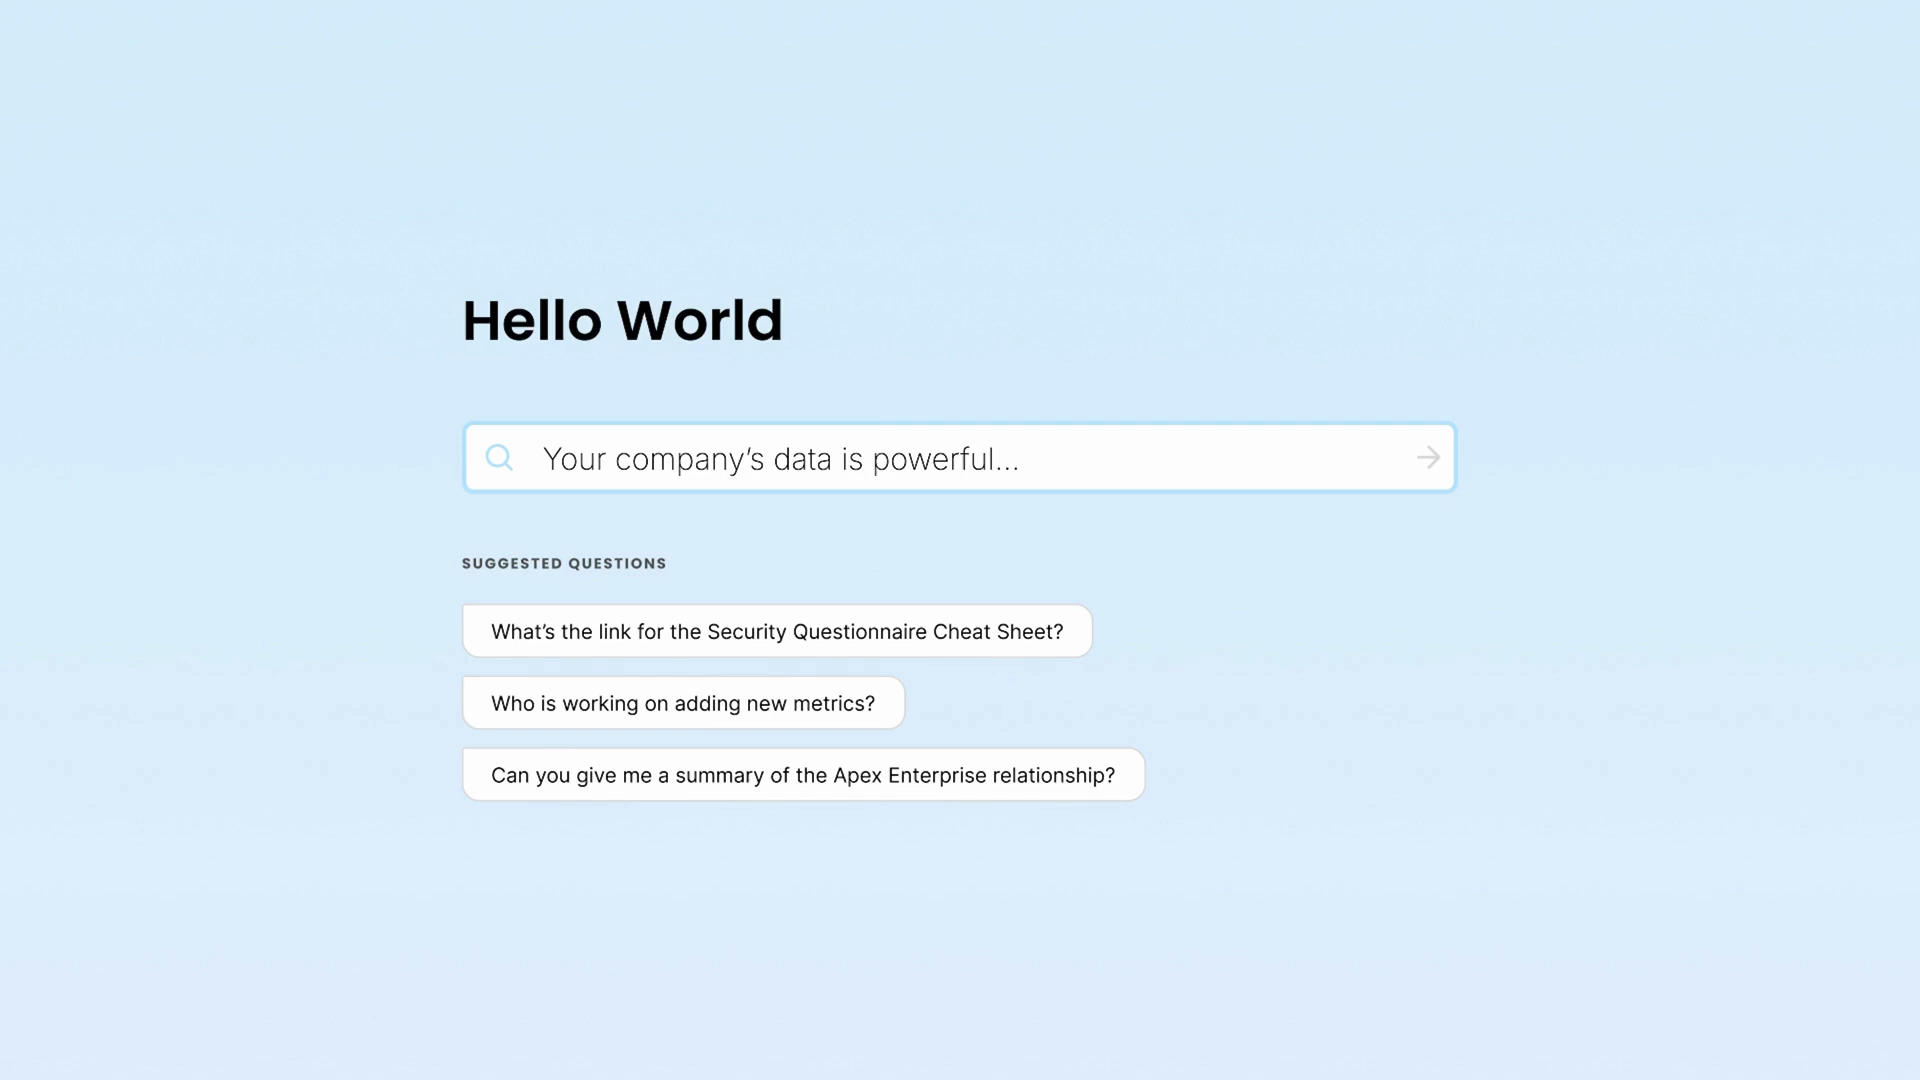 Hello World
Your company’s data is powerful...
SUGGESTED QUESTIONS
What’s the link for the Security Questionnaire Cheat Sheet?
Who is working on adding new metrics?
Can you give me a summary of the Apex Enterprise relationship?